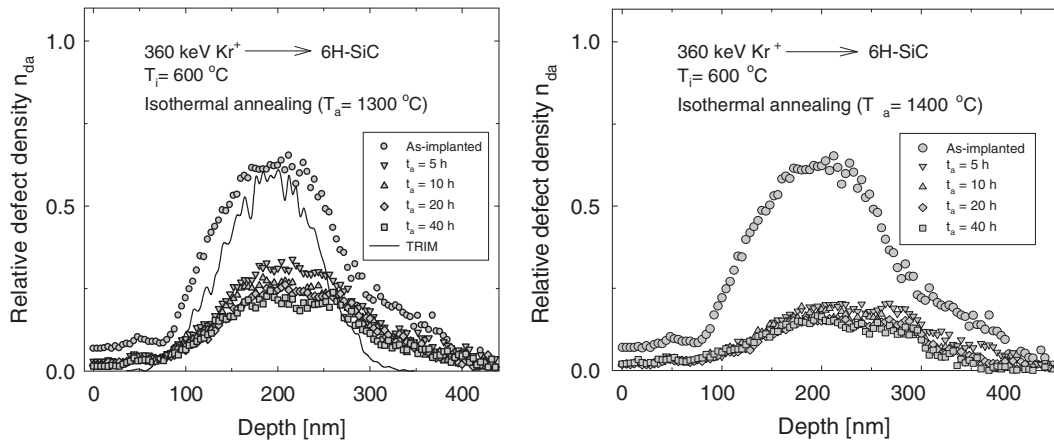 Relative defect density n_da
1.0
0.5
0.0
360 keV Kr⁺ ⟶ 6H-SiC
T_i= 600 °C
Isothermal annealing (T_a= 1300 °C)
As-implanted
t_a = 5 h
t_a = 10 h
t_a = 20 h
t_a = 40 h
TRIM
0 100 200 300 400
Depth [nm]
Relative defect density n_da
1.0
0.5
0.0
360 keV Kr⁺ ⟶ 6H-SiC
T_i= 600 °C
Isothermal annealing (T_a= 1400 °C)
As-implanted
t_a = 5 h
t_a = 10 h
t_a = 20 h
t_a = 40 h
0 100 200 300 400
Depth [nm]